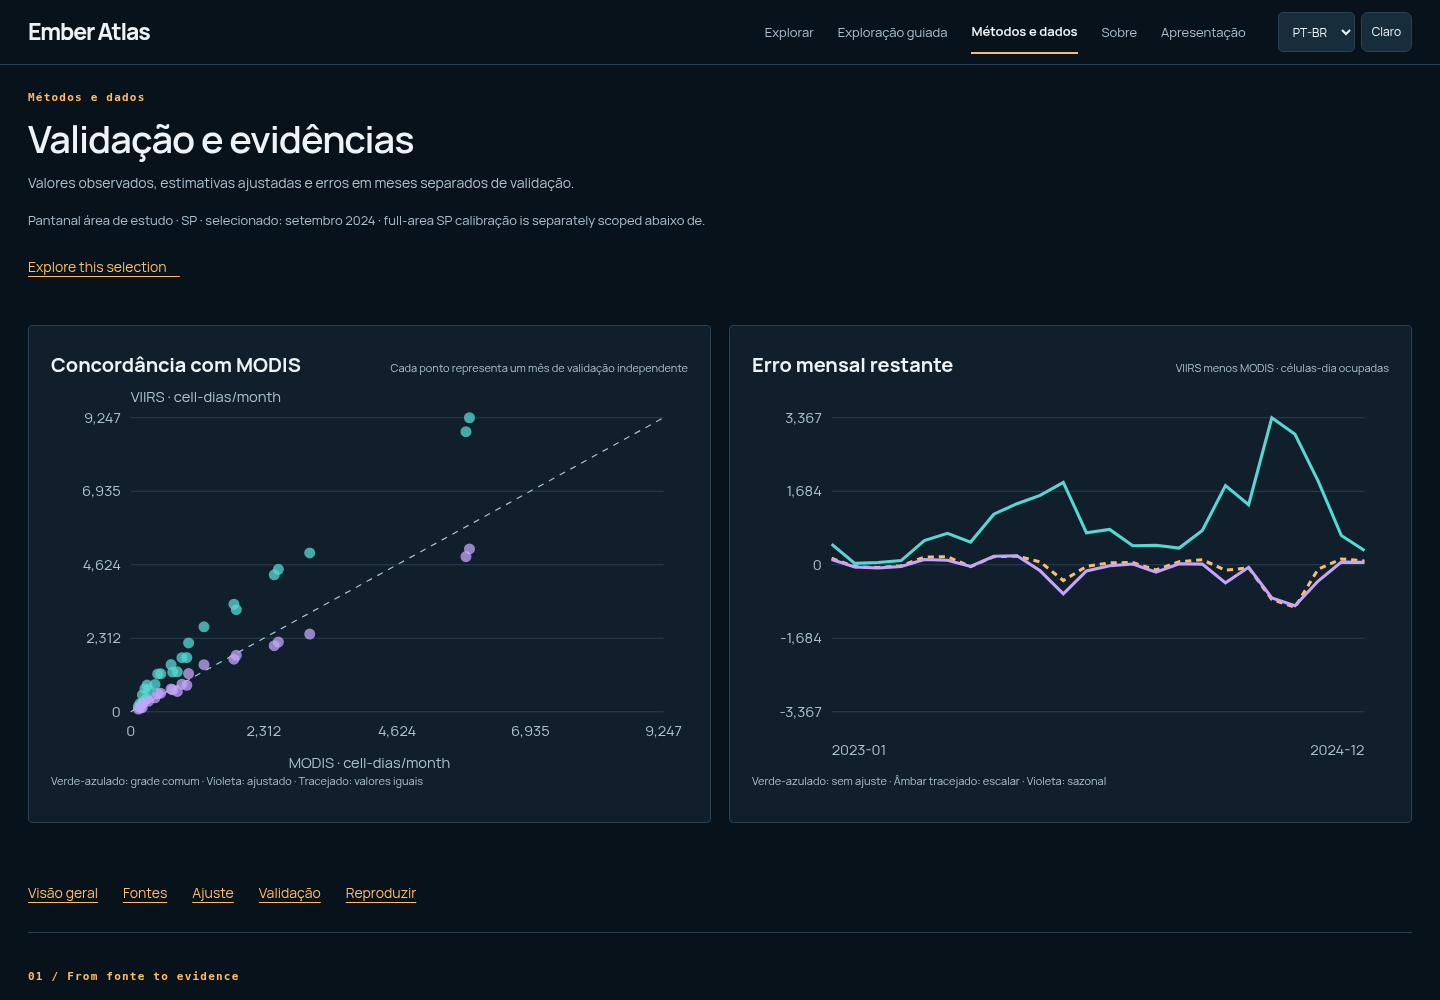 Ember Atlas
Explorar
Exploração guiada
Métodos e dados
Sobre
Apresentação
PT-BR
Claro
Métodos e dados
Validação e evidências
Valores observados, estimativas ajustadas e erros em meses separados de validação.
Pantanal área de estudo · SP · selecionado: setembro 2024 · full-area SP calibração is separately scoped abaixo de.
Explore this selection
Concordância com MODIS
Cada ponto representa um mês de validação independente
VIIRS · cell-dias/month
9,247
6,935
4,624
2,312
0
0
2,312
4,624
6,935
9,247
MODIS · cell-dias/month
Verde-azulado: grade comum · Violeta: ajustado · Tracejado: valores iguais
Erro mensal restante
VIIRS menos MODIS · células-dia ocupadas
3,367
1,684
0
-1,684
-3,367
2023-01
2024-12
Verde-azulado: sem ajuste · Âmbar tracejado: escalar · Violeta: sazonal
Visão geral
Fontes
Ajuste
Validação
Reproduzir
01 / From fonte to evidence